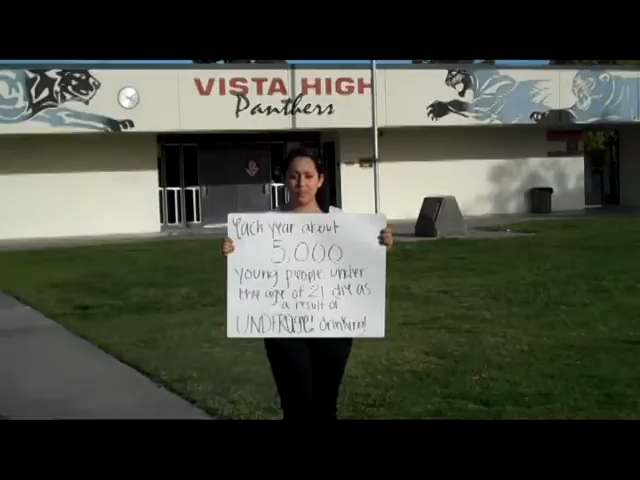 VISTA HIGH
Panthers
Each year about
5,000
young people under
the age of 21 die as
a result of
UNDERAGE! drinking!